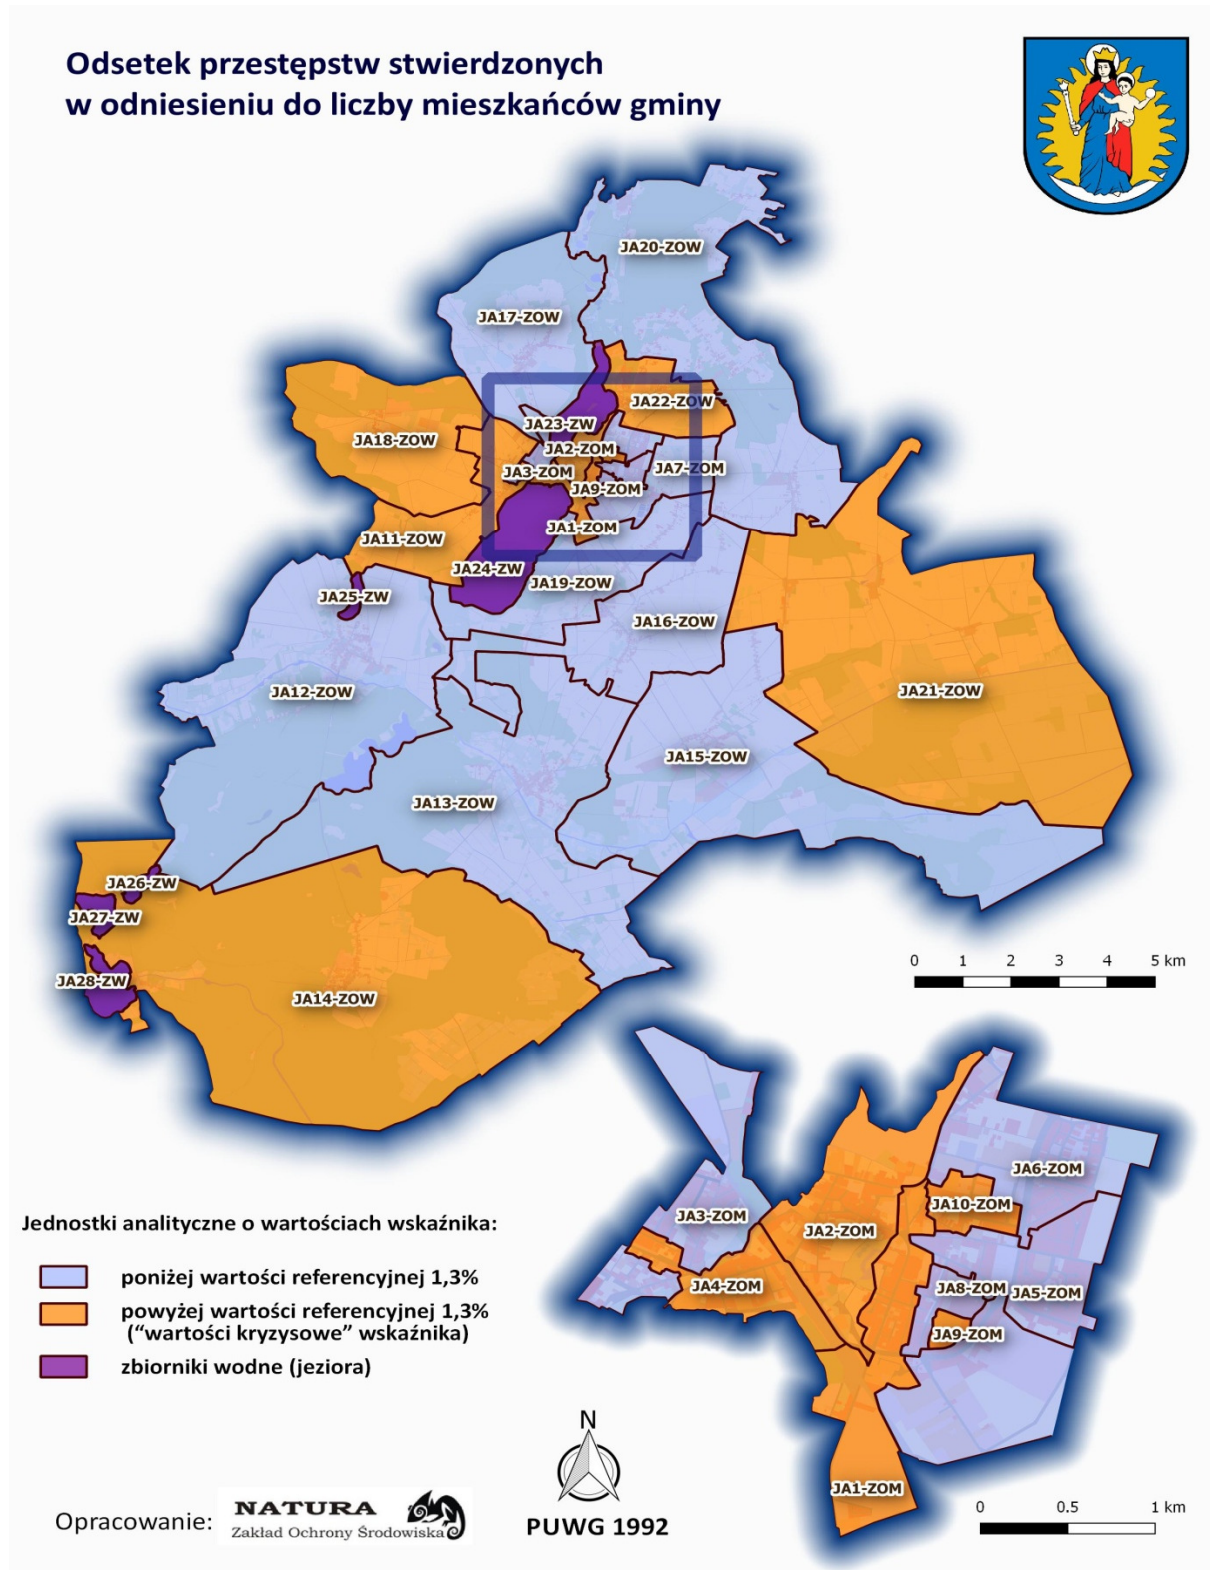 Odsetek przestępstw stwierdzonych
w odniesieniu do liczby mieszkańców gminy
JA20-ZOW
JA17-ZOW
JA22-ZOW
JA23-ZW
JA18-ZOW
JA2-ZOM
JA3-ZOM
JA7-ZOM
JA9-ZOM
JA1-ZOM
JA11-ZOW
JA24-ZW
JA19-ZOW
JA25-ZW
JA16-ZOW
JA12-ZOW
JA21-ZOW
JA15-ZOW
JA13-ZOW
JA26-ZW
JA27-ZW
JA28-ZW
JA14-ZOW
0 1 2 3 4 5 km
JA6-ZOM
JA10-ZOM
JA3-ZOM
JA2-ZOM
JA4-ZOM
JA8-ZOM
JA5-ZOM
JA9-ZOM
JA1-ZOM
Jednostki analityczne o wartościach wskaźnika:
poniżej wartości referencyjnej 1,3%
powyżej wartości referencyjnej 1,3%
(“wartości kryzysowe” wskaźnika)
zbiorniki wodne (jeziora)
N
PUWG 1992
0 0.5 1 km
Opracowanie:
NATURA
Zakład Ochrony Środowiska